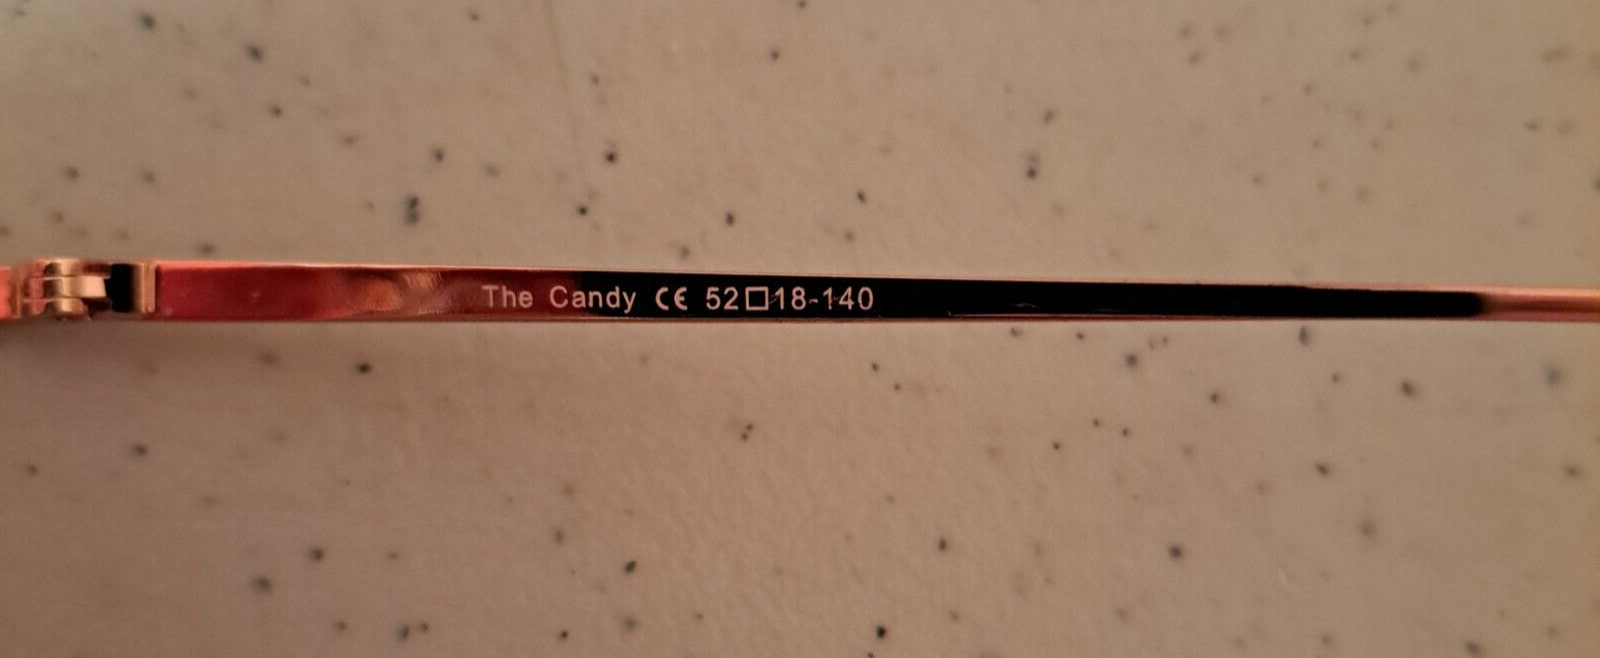 The Candy CE 52□18-140